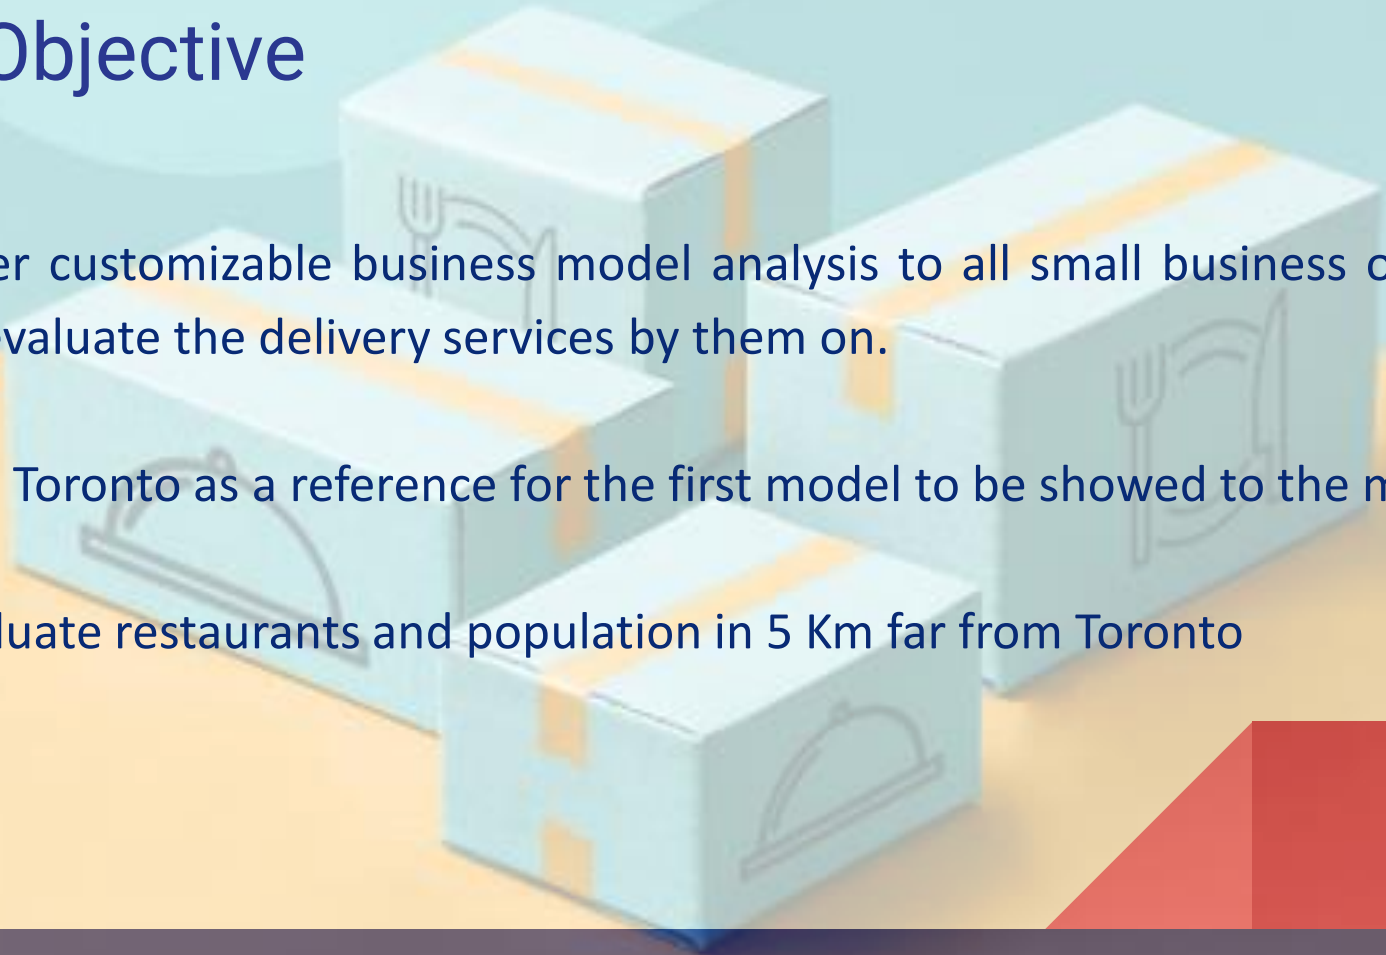 Objective
er customizable business model analysis to all small business o
evaluate the delivery services by them on.
Toronto as a reference for the first model to be showed to the m
luate restaurants and population in 5 Km far from Toronto